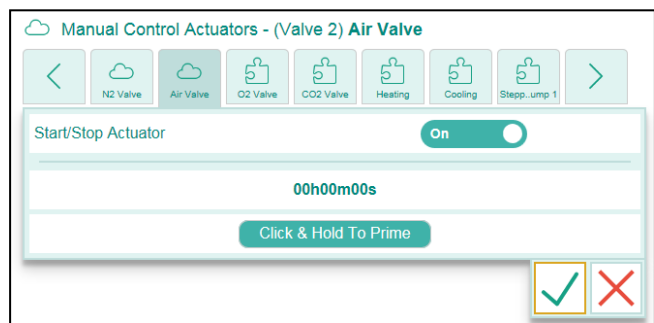 Manual Control Actuators - (Valve 2) Air Valve
N2 Valve Air Valve O2 Valve CO2 Valve Heating Cooling Stepp..ump 1
Start/Stop Actuator On
00h00m00s
Click & Hold To Prime